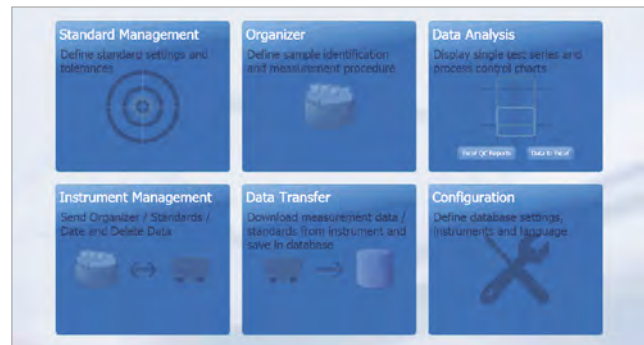 Standard Management
Define standard settings and
tolerances
Organizer
Define sample identification
and measurement procedure
Data Analysis
Display single test series and
process control charts
Excel QC Reports
Data to Excel
Instrument Management
Send Organizer / Standards /
Date and Delete Data
Data Transfer
Download measurement data /
standards from instrument and
save in database
Configuration
Define database settings,
instruments and language